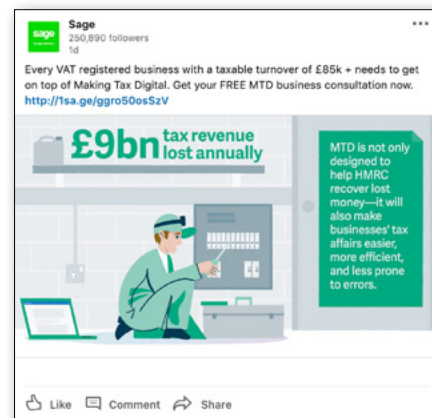 sage
Sage
250,890 followers
1d
Every VAT registered business with a taxable turnover of £85k + needs to get
on top of Making Tax Digital. Get your FREE MTD business consultation now.
http://1sa.ge/ggro50osSzV
£9bn tax revenue
lost annually
MTD is not only
designed to
help HMRC
recover lost
money—it will
also make
businesses' tax
affairs easier,
more efficient,
and less prone
to errors.
Like Comment Share